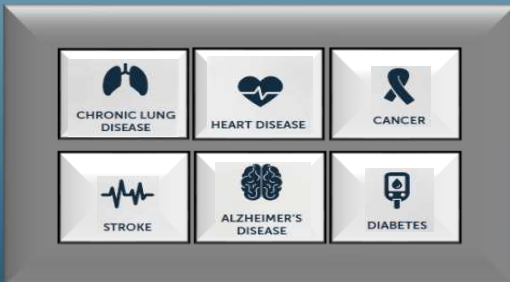 CHRONIC LUNG
DISEASE
HEART DISEASE
CANCER
STROKE
ALZHEIMER'S
DISEASE
DIABETES